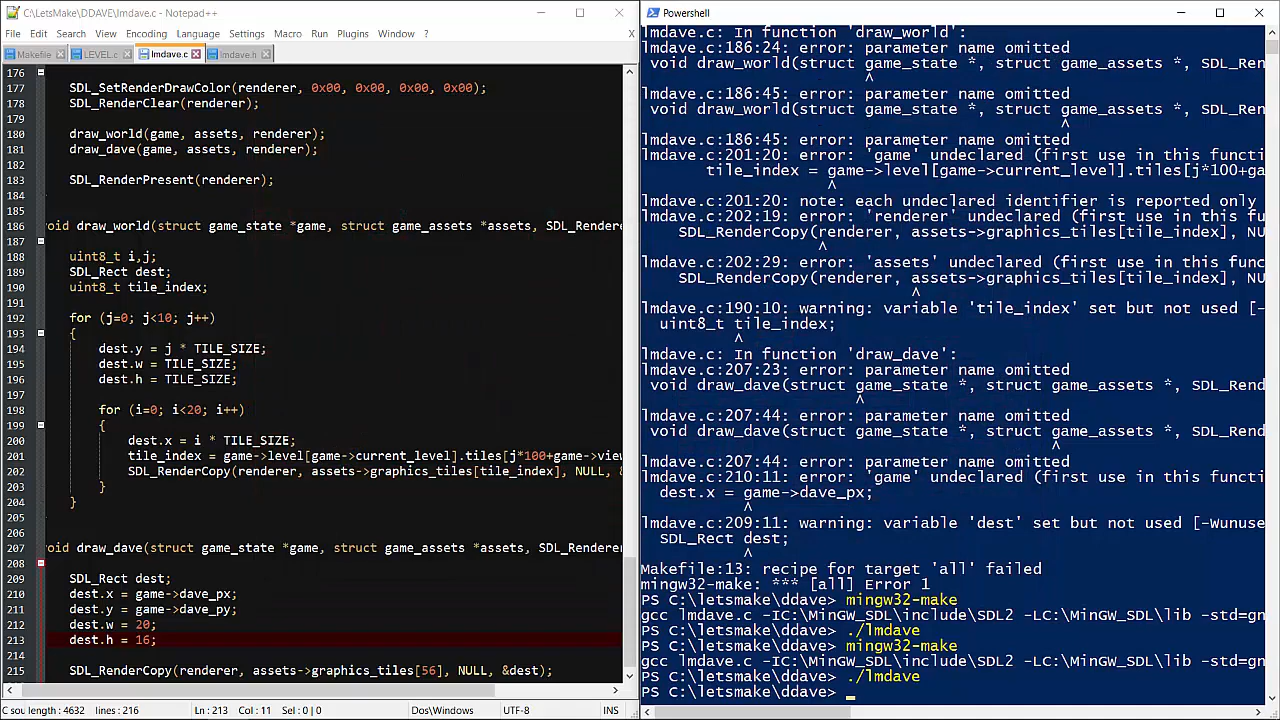 C:\LetsMake\DDAVE\lmdave.c - Notepad++
File Edit Search View Encoding Language Settings Macro Run Plugins Window ? X
Makefile LEVEL.c lmdave.c lmdave.h
176
177 SDL_SetRenderDrawColor(renderer, 0x00, 0x00, 0x00, 0x00);
178 SDL_RenderClear(renderer);
179
180 draw_world(game, assets, renderer);
181 draw_dave(game, assets, renderer);
182
183 SDL_RenderPresent(renderer);
184
185
186 oid draw_world(struct game_state *game, struct game_assets *assets, SDL_Rendere
187
188 uint8_t i,j;
189 SDL_Rect dest;
190 uint8_t tile_index;
191
192 for (j=0; j<10; j++)
193 {
194 dest.y = j * TILE_SIZE;
195 dest.w = TILE_SIZE;
196 dest.h = TILE_SIZE;
197
198 for (i=0; i<20; i++)
199 {
200 dest.x = i * TILE_SIZE;
201 tile_index = game->level[game->current_level].tiles[j*100+game->view
202 SDL_RenderCopy(renderer, assets->graphics_tiles[tile_index], NULL, &
203 }
204 }
205
206
207 oid draw_dave(struct game_state *game, struct game_assets *assets, SDL_Renderer
208
209 SDL_Rect dest;
210 dest.x = game->dave_px;
211 dest.y = game->dave_py;
212 dest.w = 20;
213 dest.h = 16;
214
215 SDL_RenderCopy(renderer, assets->graphics_tiles[56], NULL, &dest);
C sou length : 4632 lines : 216 Ln : 213 Col : 11 Sel : 0 | 0 Dos\Windows UTF-8 INS
Powershell
lmdave.c: In function 'draw_world':
lmdave.c:186:24: error: parameter name omitted
void draw_world(struct game_state *, struct game_assets *, SDL_Ren
^
lmdave.c:186:45: error: parameter name omitted
void draw_world(struct game_state *, struct game_assets *, SDL_Ren
^
lmdave.c:186:45: error: parameter name omitted
lmdave.c:201:20: error: 'game' undeclared (first use in this functi
tile_index = game->level[game->current_level].tiles[j*100+ga
^
lmdave.c:201:20: note: each undeclared identifier is reported only
lmdave.c:202:19: error: 'renderer' undeclared (first use in this fu
SDL_RenderCopy(renderer, assets->graphics_tiles[tile_index], NU
^
lmdave.c:202:29: error: 'assets' undeclared (first use in this func
SDL_RenderCopy(renderer, assets->graphics_tiles[tile_index], NU
^
lmdave.c:190:10: warning: variable 'tile_index' set but not used [-
uint8_t tile_index;
^
lmdave.c: In function 'draw_dave':
lmdave.c:207:23: error: parameter name omitted
void draw_dave(struct game_state *, struct game_assets *, SDL_Rend
^
lmdave.c:207:44: error: parameter name omitted
void draw_dave(struct game_state *, struct game_assets *, SDL_Rend
^
lmdave.c:207:44: error: parameter name omitted
lmdave.c:210:11: error: 'game' undeclared (first use in this functi
dest.x = game->dave_px;
^
lmdave.c:209:11: warning: variable 'dest' set but not used [-Wunuse
SDL_Rect dest;
^
Makefile:13: recipe for target 'all' failed
mingw32-make: *** [all] Error 1
PS C:\letsmake\ddave> mingw32-make
gcc lmdave.c -IC:\MinGW_SDL\include\SDL2 -LC:\MinGW_SDL\lib -std=gn
PS C:\letsmake\ddave> ./lmdave
PS C:\letsmake\ddave> mingw32-make
gcc lmdave.c -IC:\MinGW_SDL\include\SDL2 -LC:\MinGW_SDL\lib -std=gn
PS C:\letsmake\ddave> ./lmdave
PS C:\letsmake\ddave> _